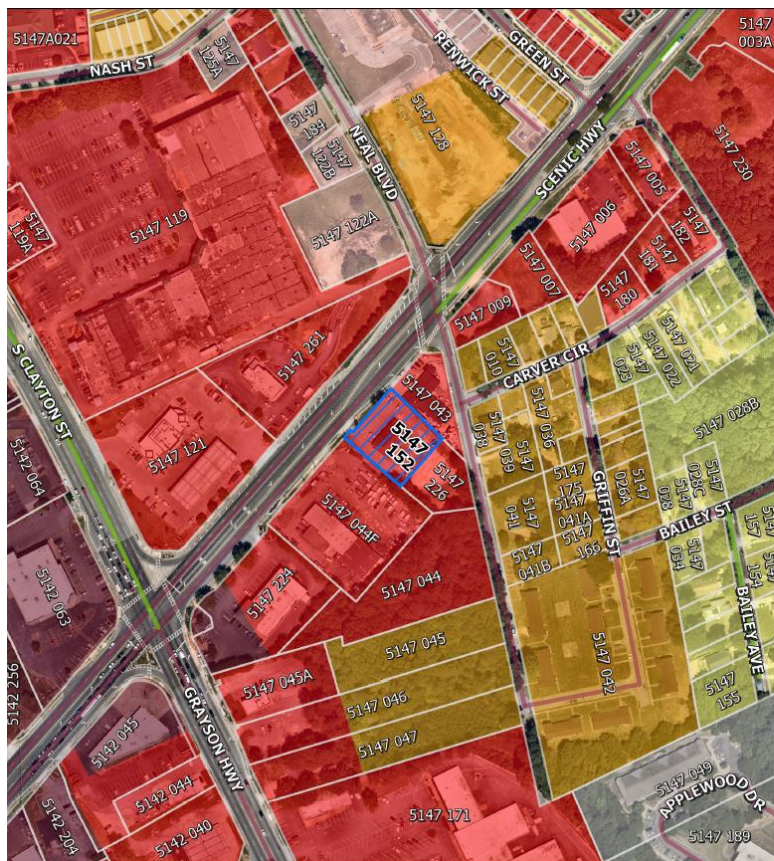 5147A021
NASH ST
5147
125A
5147
184
5147
122B
NEAL BLVD
5147 128
RENWICK ST
GREEN ST
SCENIC HWY
5147
003A
5147 230
5147 005
5147
119A
5147 119
5147 122A
5147 006
5147
182
5147
181
5147
180
5147 007
5147 009
5147 261
S CLAYTON ST
5147
010
CARVER CIR
5147
023
5147 022
5147 021
5147 121
5147 043
5147
152
5147
226
5147
038
5147 039
5147 036
5147 028B
5142 064
5147
041
5147
5147
175
5147
041A
5147
166
5147
041B
GRIFFIN ST
5147
026A
5147
028
5147
028C
BAILEY ST
5147
034
5147
157
154
BAILEY AVE
5147
155
5147 044F
5147 224
5147 044
5142 063
5147 045
5147 045A
5147 046
5147 047
5147 042
5142 256
GRAYSON HWY
5142 045
5142 044
5142 040
5142 204
5147 171
5147 049
APPLEWOOD DR
5147 189